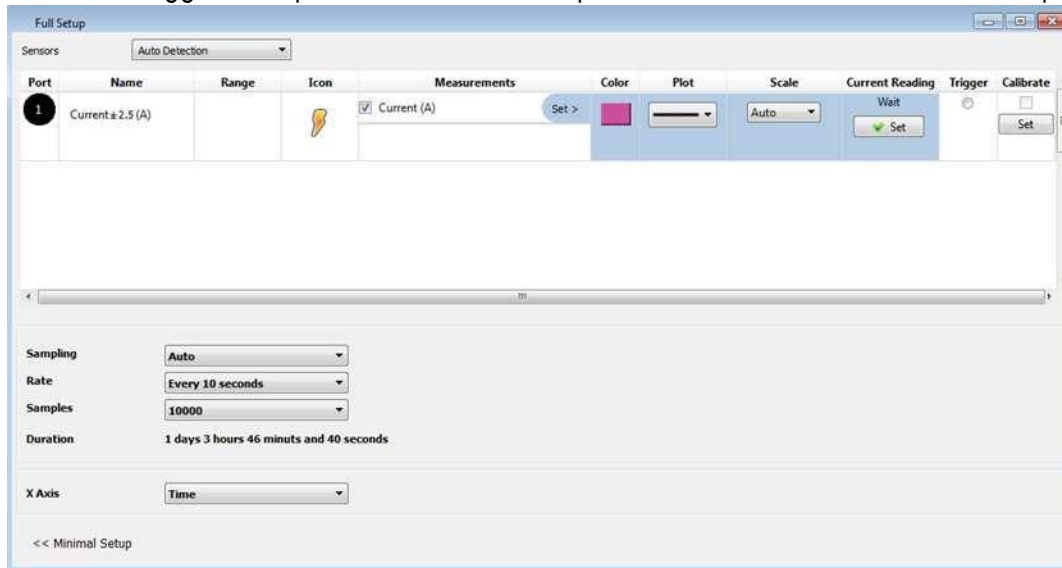 Full Setup
Sensors Auto Detection
Port Name Range Icon Measurements Color Plot Scale Current Reading Trigger Calibrate
1 Current ± 2.5 (A) Current (A) Set > Auto Wait
Set Set
Sampling Auto
Rate Every 10 seconds
Samples 10000
Duration 1 days 3 hours 46 minuts and 40 seconds
X Axis Time
<< Minimal Setup